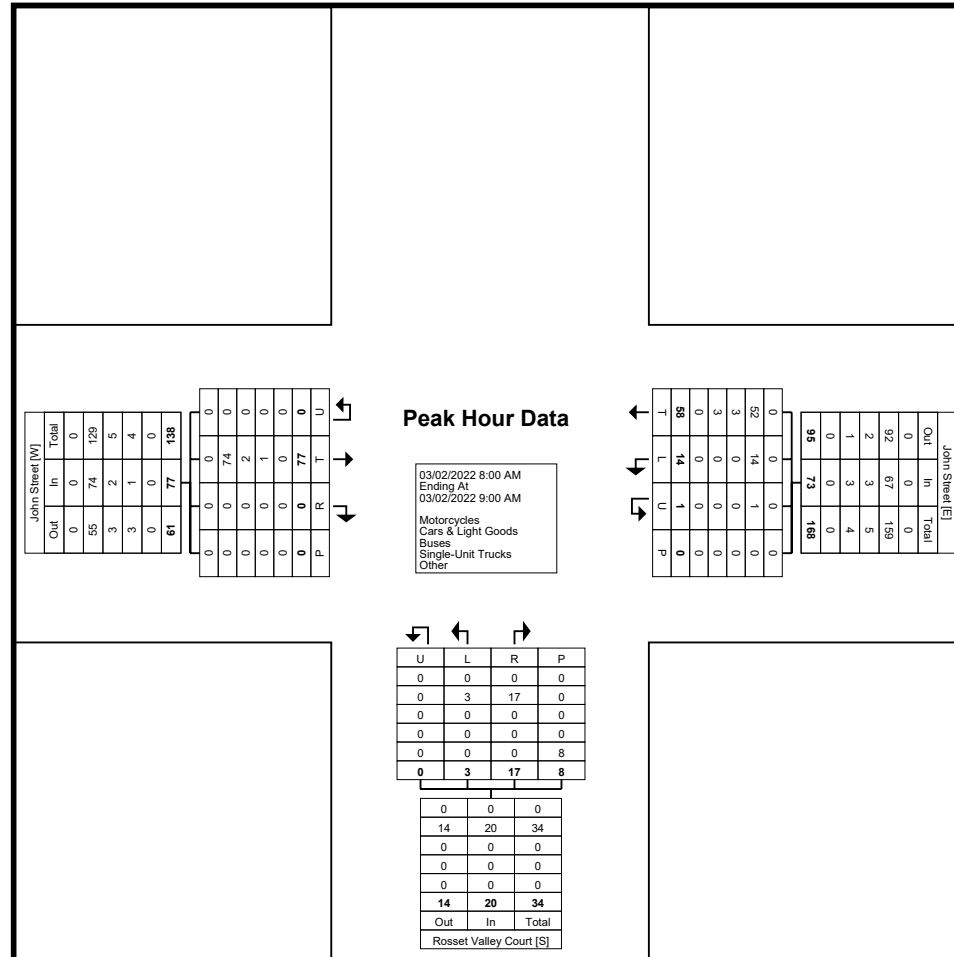 Peak Hour Data
John Street [W]
Total 0 129 5 4 0 138
In 0 74 2 1 0 77
Out 0 55 3 3 0 61
0 0 0 0 0 0 U
0 74 2 1 0 77 T
0 0 0 0 0 0 R
0 0 0 0 0 0 P
03/02/2022 8:00 AM
Ending At
03/02/2022 9:00 AM
Motorcycles
Cars & Light Goods
Buses
Single-Unit Trucks
Other
T 58 0 3 3 52 0
L 14 0 0 0 14 0
U 1 0 0 0 1 0
P 0 0 0 0 0 0
95 0 1 2 92 0 Out
73 0 3 3 67 0 In
168 0 4 5 159 0 Total
John Street [E]
U L R P
0 0 0 0
0 3 17 0
0 0 0 0
0 0 0 0
0 0 0 8
0 3 17 8
0 0 0
14 20 34
0 0 0
0 0 0
0 0 0
14 20 34
Out In Total
Rosset Valley Court [S]